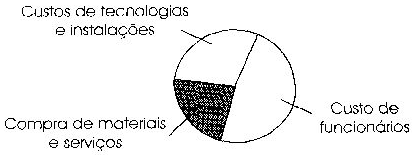 Custos de tecnologias
e instalações
Compra de materiais
e serviços
Custo de
funcionários